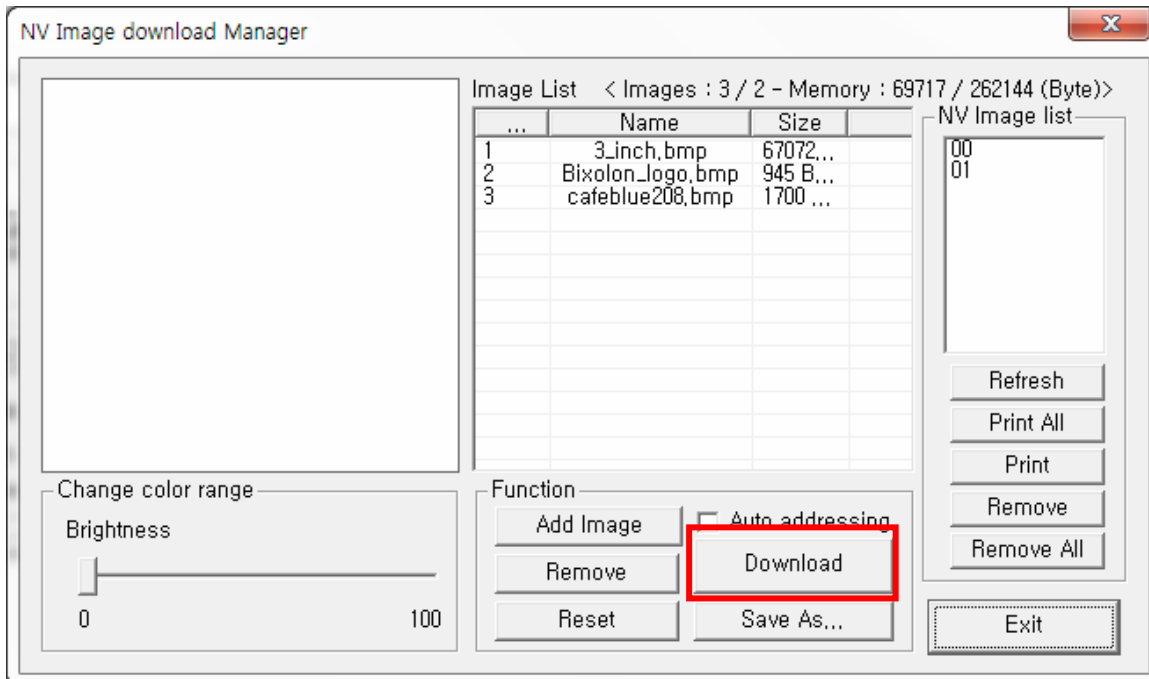 NV Image download Manager
Image List < Images : 3 / 2 - Memory : 69717 / 262144 (Byte)>
... Name Size
1 3_inch.bmp 67072...
2 Bixolon_logo.bmp 945 B...
3 cafeblue208.bmp 1700 ...
NV Image list
00
01
Refresh
Print All
Print
Remove
Remove All
Change color range
Brightness
0 100
Function
Add Image
Auto addressing
Remove
Download
Reset
Save As...
Exit